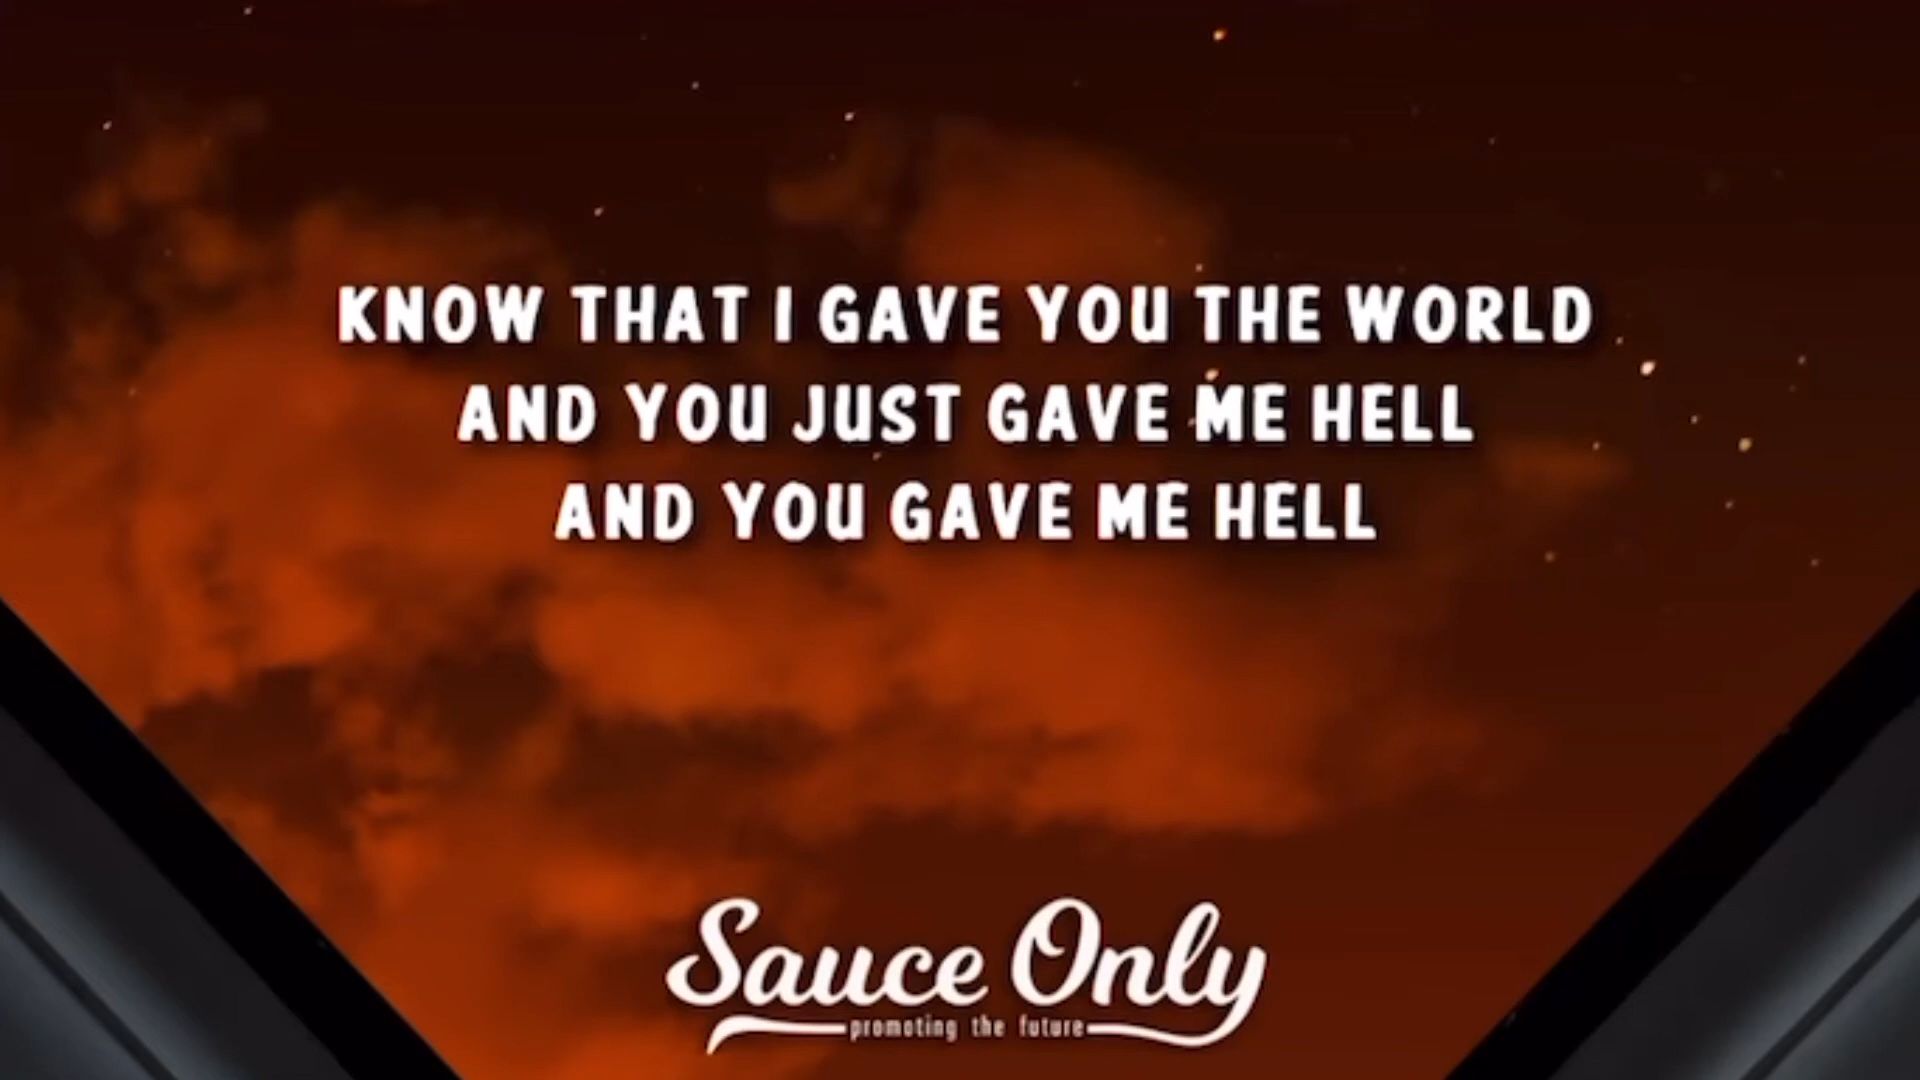 KNOW THAT I GAVE YOU THE WORLD
AND YOU JUST GAVE ME HELL
AND YOU GAVE ME HELL
Sauce Only
promoting the future